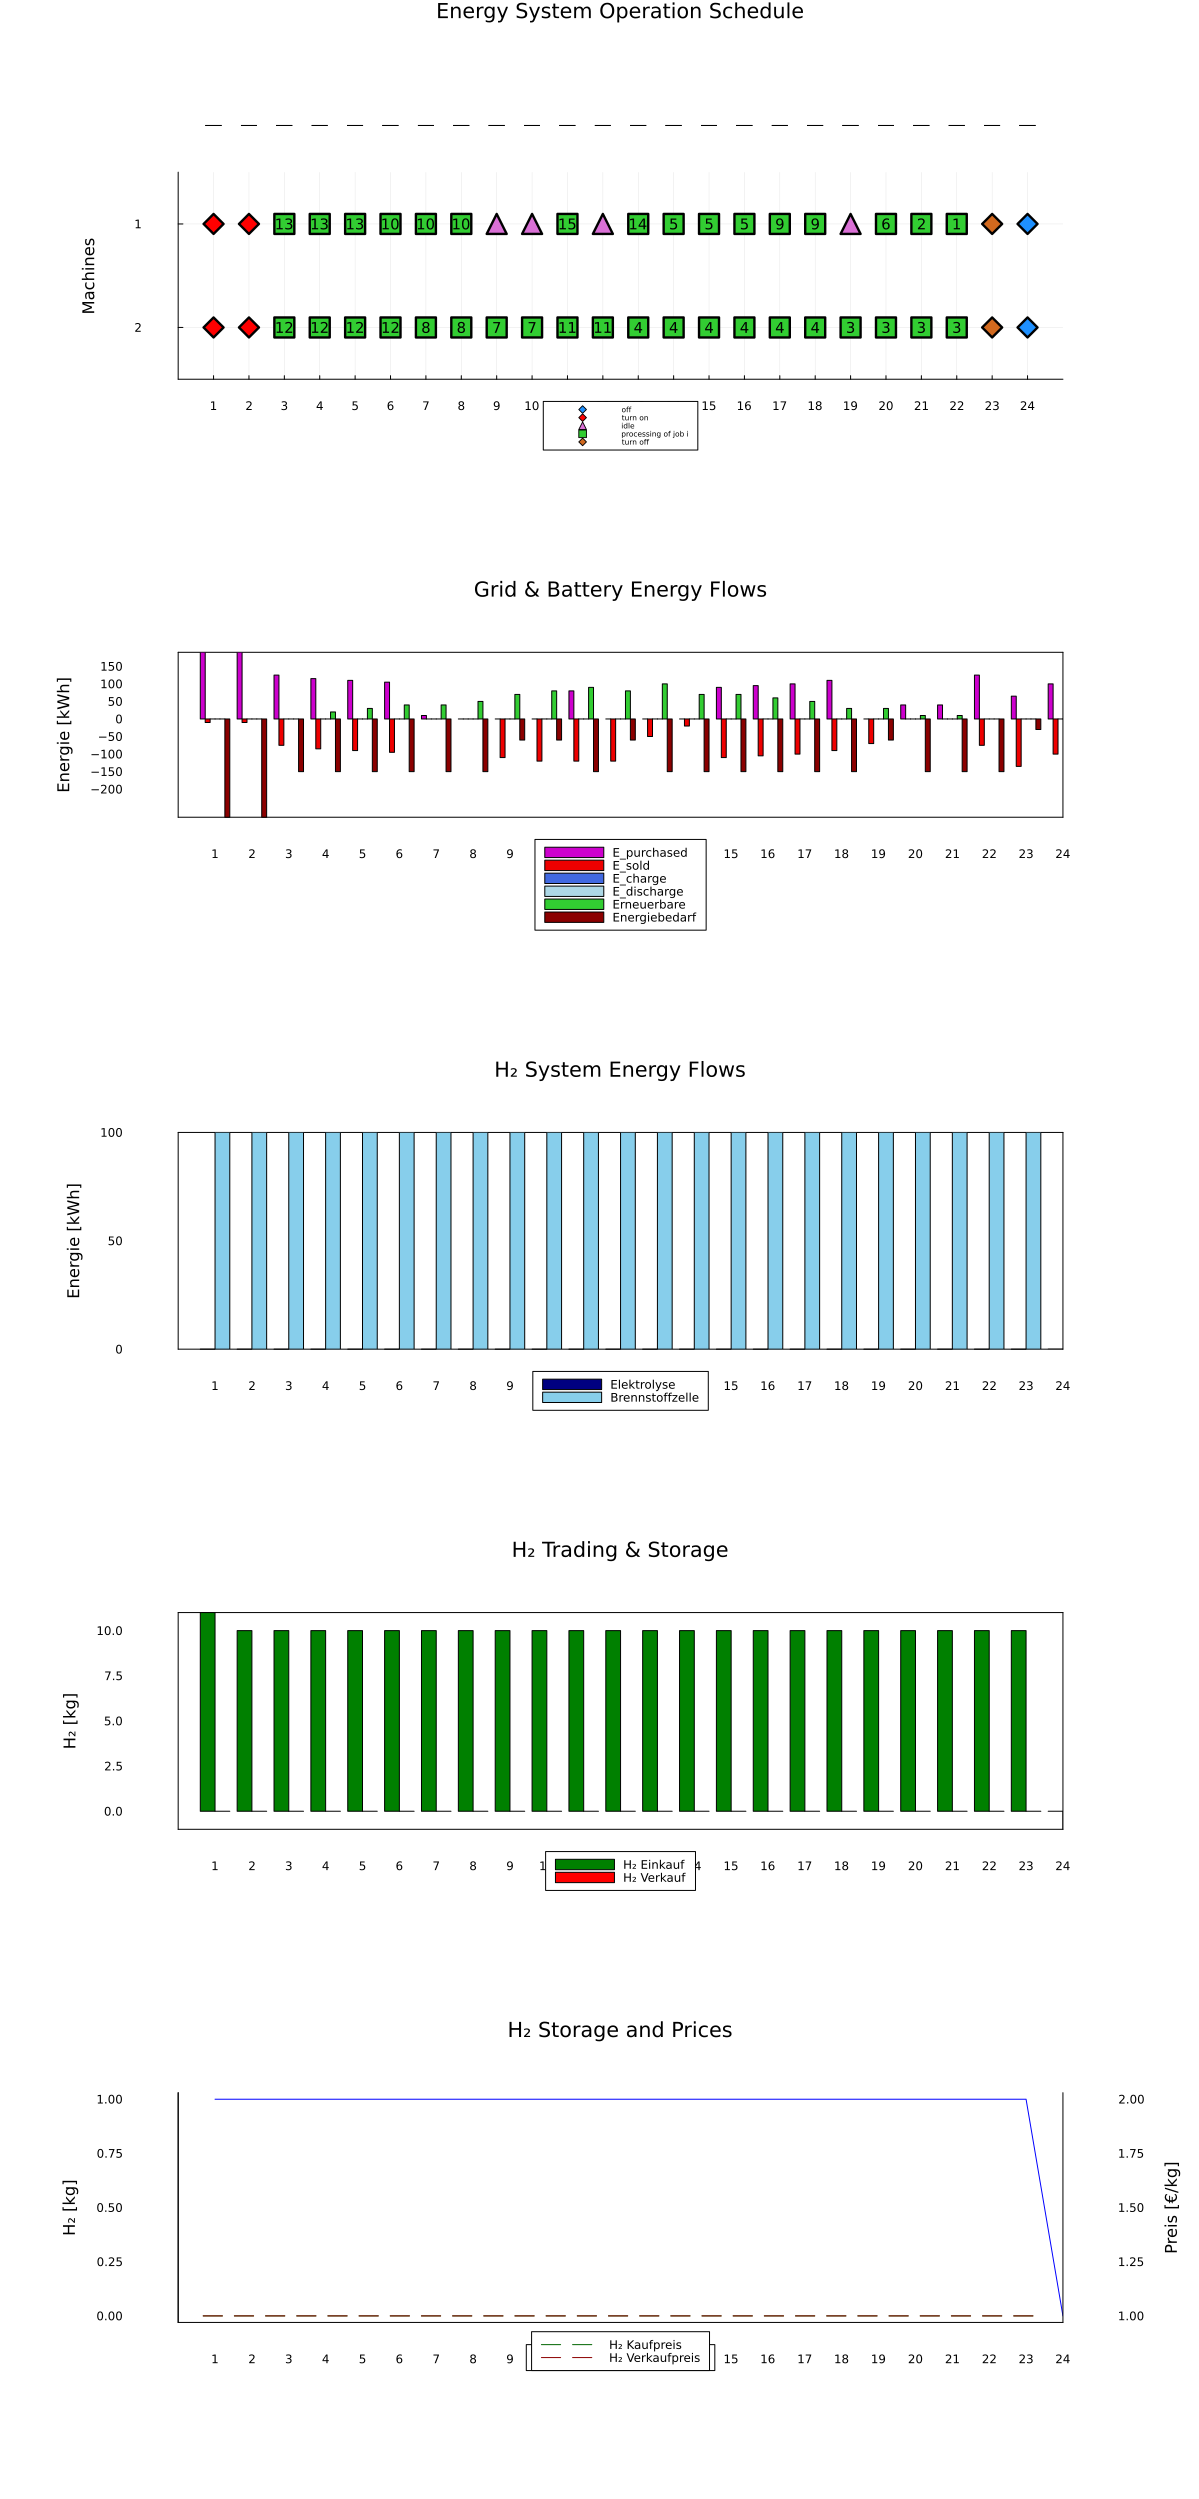 Energy System Operation Schedule
Machines
1
13 13 13 10 10 10 15 14 5 5 5 9 9 6 2 1
2
12 12 12 12 8 8 7 7 11 11 4 4 4 4 4 4 3 3 3 3
1 2 3 4 5 6 7 8 9 10 15 16 17 18 19 20 21 22 23 24
off
turn on
idle
processing of job i
turn off
Grid & Battery Energy Flows
Energie [kWh]
150
100
50
0
−50
−100
−150
−200
1 2 3 4 5 6 7 8 9 15 16 17 18 19 20 21 22 23 24
E_purchased
E_sold
E_charge
E_discharge
Erneuerbare
Energiebedarf
H₂ System Energy Flows
Energie [kWh]
100
50
0
1 2 3 4 5 6 7 8 9 15 16 17 18 19 20 21 22 23 24
Elektrolyse
Brennstoffzelle
H₂ Trading & Storage
H₂ [kg]
10.0
7.5
5.0
2.5
0.0
1 2 3 4 5 6 7 8 9 1 4 15 16 17 18 19 20 21 22 23 24
H₂ Einkauf
H₂ Verkauf
H₂ Storage and Prices
H₂ [kg]
1.00
0.75
0.50
0.25
0.00
Preis [€/kg]
2.00
1.75
1.50
1.25
1.00
1 2 3 4 5 6 7 8 9 15 16 17 18 19 20 21 22 23 24
H₂ Kaufpreis
H₂ Verkaufpreis